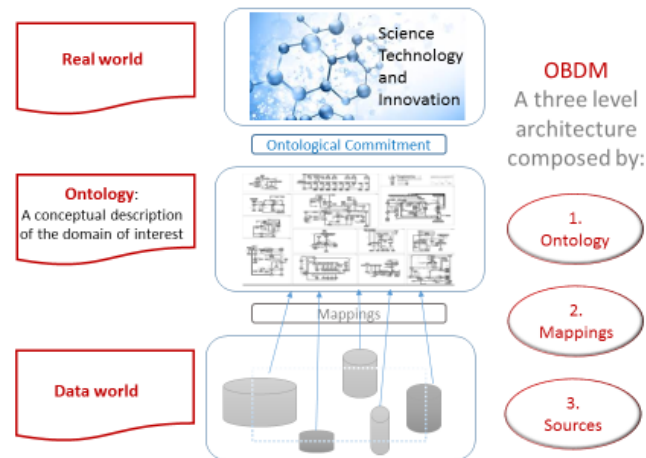 Real world
Science
Technology
and
Innovation
Ontological Commitment
Ontology:
A conceptual description
of the domain of interest
Mappings
Data world
OBDM
A three level
architecture
composed by:
1.
Ontology
2.
Mappings
3.
Sources